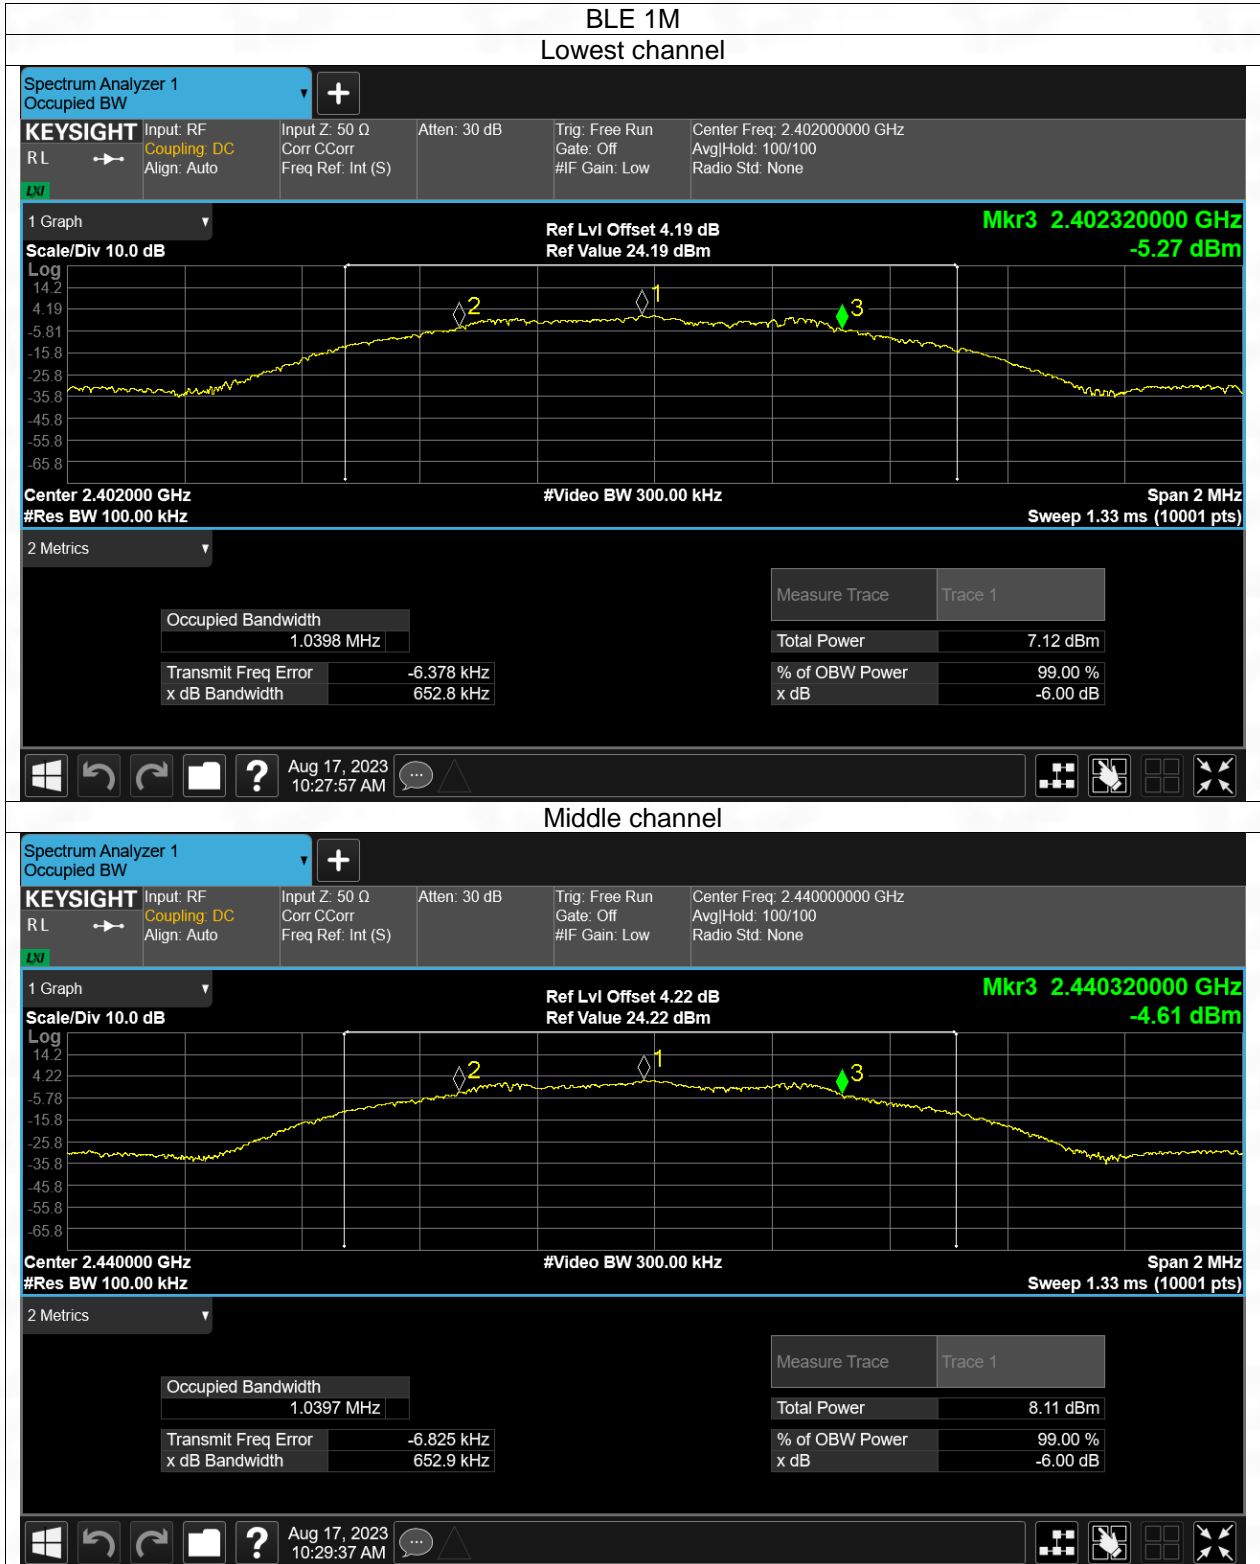 BLE 1M
Lowest channel
Spectrum Analyzer 1
Occupied BW
KEYSIGHT
R L
LXI
Input: RF
Coupling: DC
Align: Auto
Input Z: 50 Ω
Corr CCorr
Freq Ref: Int (S)
Atten: 30 dB
Trig: Free Run
Gate: Off
#IF Gain: Low
Center Freq: 2.402000000 GHz
Avg|Hold: 100/100
Radio Std: None
1 Graph
Scale/Div 10.0 dB
Ref Lvl Offset 4.19 dB
Ref Value 24.19 dBm
Mkr3 2.402320000 GHz
-5.27 dBm
Log
14.2
4.19
-5.81
-15.8
-25.8
-35.8
-45.8
-55.8
-65.8
2
1
3
Center 2.402000 GHz
#Video BW 300.00 kHz
Span 2 MHz
#Res BW 100.00 kHz
Sweep 1.33 ms (10001 pts)
2 Metrics
Measure Trace Trace 1
Occupied Bandwidth
1.0398 MHz
Total Power 7.12 dBm
Transmit Freq Error -6.378 kHz
% of OBW Power 99.00 %
x dB Bandwidth 652.8 kHz
x dB -6.00 dB
?
Aug 17, 2023
10:27:57 AM
Middle channel
Spectrum Analyzer 1
Occupied BW
KEYSIGHT
R L
LXI
Input: RF
Coupling: DC
Align: Auto
Input Z: 50 Ω
Corr CCorr
Freq Ref: Int (S)
Atten: 30 dB
Trig: Free Run
Gate: Off
#IF Gain: Low
Center Freq: 2.440000000 GHz
Avg|Hold: 100/100
Radio Std: None
1 Graph
Scale/Div 10.0 dB
Ref Lvl Offset 4.22 dB
Ref Value 24.22 dBm
Mkr3 2.440320000 GHz
-4.61 dBm
Log
14.2
4.22
-5.78
-15.8
-25.8
-35.8
-45.8
-55.8
-65.8
2
1
3
Center 2.440000 GHz
#Video BW 300.00 kHz
Span 2 MHz
#Res BW 100.00 kHz
Sweep 1.33 ms (10001 pts)
2 Metrics
Measure Trace Trace 1
Occupied Bandwidth
1.0397 MHz
Total Power 8.11 dBm
Transmit Freq Error -6.825 kHz
% of OBW Power 99.00 %
x dB Bandwidth 652.9 kHz
x dB -6.00 dB
?
Aug 17, 2023
10:29:37 AM